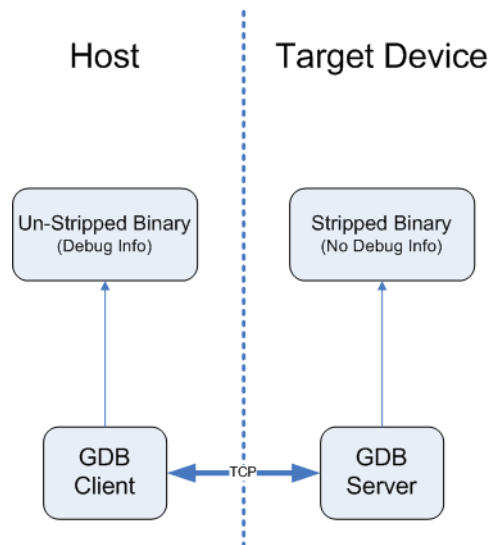 Host
Target Device
Un-Stripped Binary
(Debug Info)
Stripped Binary
(No Debug Info)
GDB
Client
TCP
GDB
Server